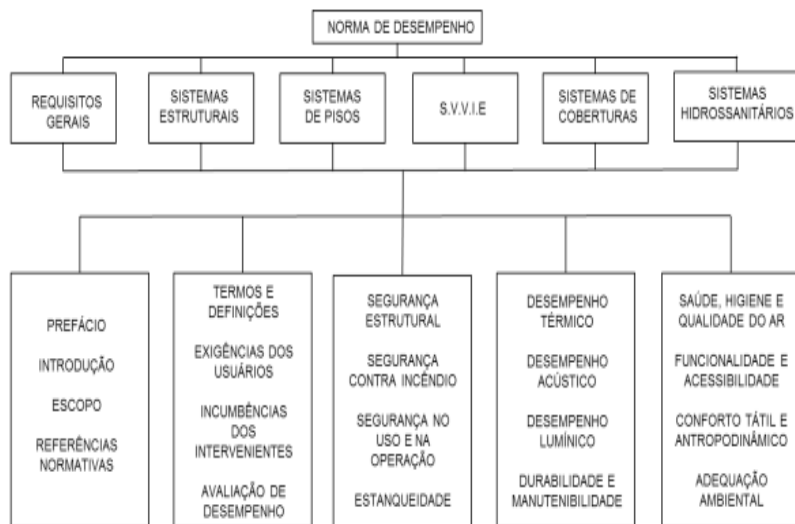 NORMA DE DESEMPENHO
REQUISITOS
GERAIS
SISTEMAS
ESTRUTURAIS
SISTEMAS
DE PISOS
S.V.V.I.E
SISTEMAS DE
COBERTURAS
SISTEMAS
HIDROSSANITÁRIOS
PREFÁCIO
INTRODUÇÃO
ESCOPO
REFERÊNCIAS
NORMATIVAS
TERMOS E
DEFINIÇÕES
EXIGÊNCIAS DOS
USUÁRIOS
INCUMBÊNCIAS
DOS
INTERVENIENTES
AVALIAÇÃO DE
DESEMPENHO
SEGURANÇA
ESTRUTURAL
SEGURANÇA
CONTRA INCÊNDIO
SEGURANÇA NO
USO E NA
OPERAÇÃO
ESTANQUEIDADE
DESEMPENHO
TÉRMICO
DESEMPENHO
ACÚSTICO
DESEMPENHO
LUMÍNICO
DURABILIDADE E
MANUTENIBILIDADE
SAÚDE, HIGIENE E
QUALIDADE DO AR
FUNCIONALIDADE E
ACESSIBILIDADE
CONFORTO TÁTIL E
ANTROPODINÂMICO
ADEQUAÇÃO
AMBIENTAL